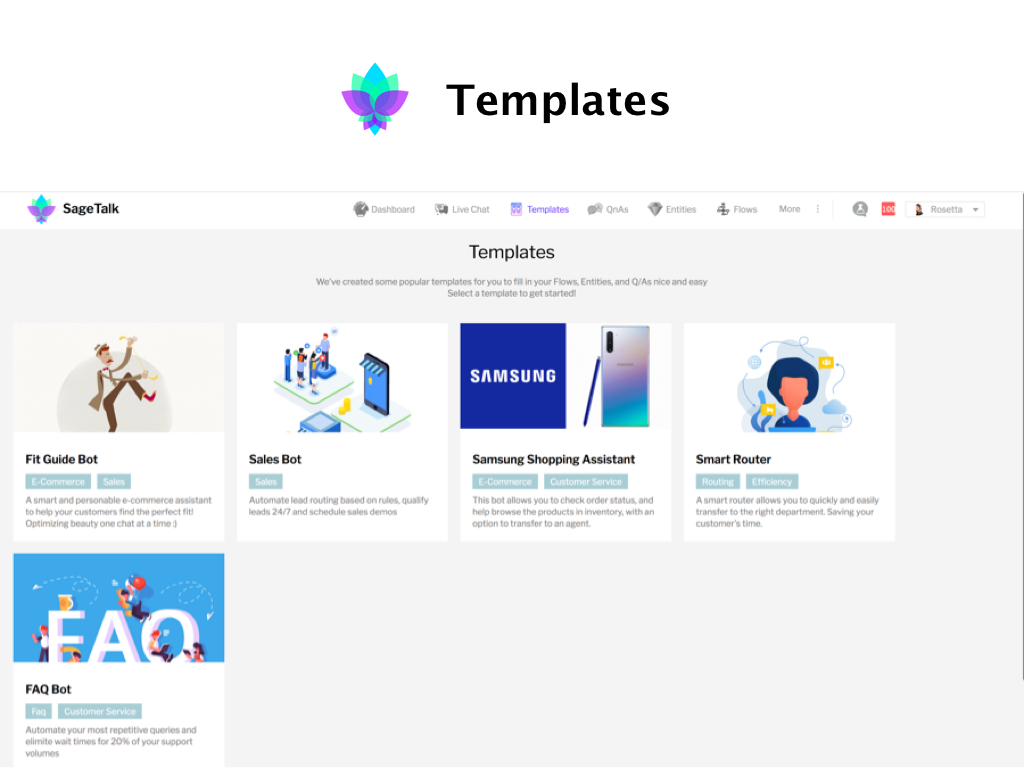 Templates
SageTalk
Dashboard Live Chat Templates QnAs Entities Flows More 100 Rosetta
Templates
We've created some popular templates for you to fill in your Flows, Entities, and Q/As nice and easy
Select a template to get started!
SAMSUNG
Fit Guide Bot
E-Commerce Sales
A smart and personable e-commerce assistant
to help your customers find the perfect fit!
Optimizing beauty one chat at a time :)
Sales Bot
Sales
Automate lead routing based on rules, qualify
leads 24/7 and schedule sales demos
Samsung Shopping Assistant
E-Commerce Customer Service
This bot allows you to check order status, and
help browse the products in inventory, with an
option to transfer to an agent.
Smart Router
Routing Efficiency
A smart router allows you to quickly and easily
transfer to the right department. Saving your
customer's time.
FAQ
FAQ Bot
Faq Customer Service
Automate your most repetitive queries and
elimite wait times for 20% of your support
volumes